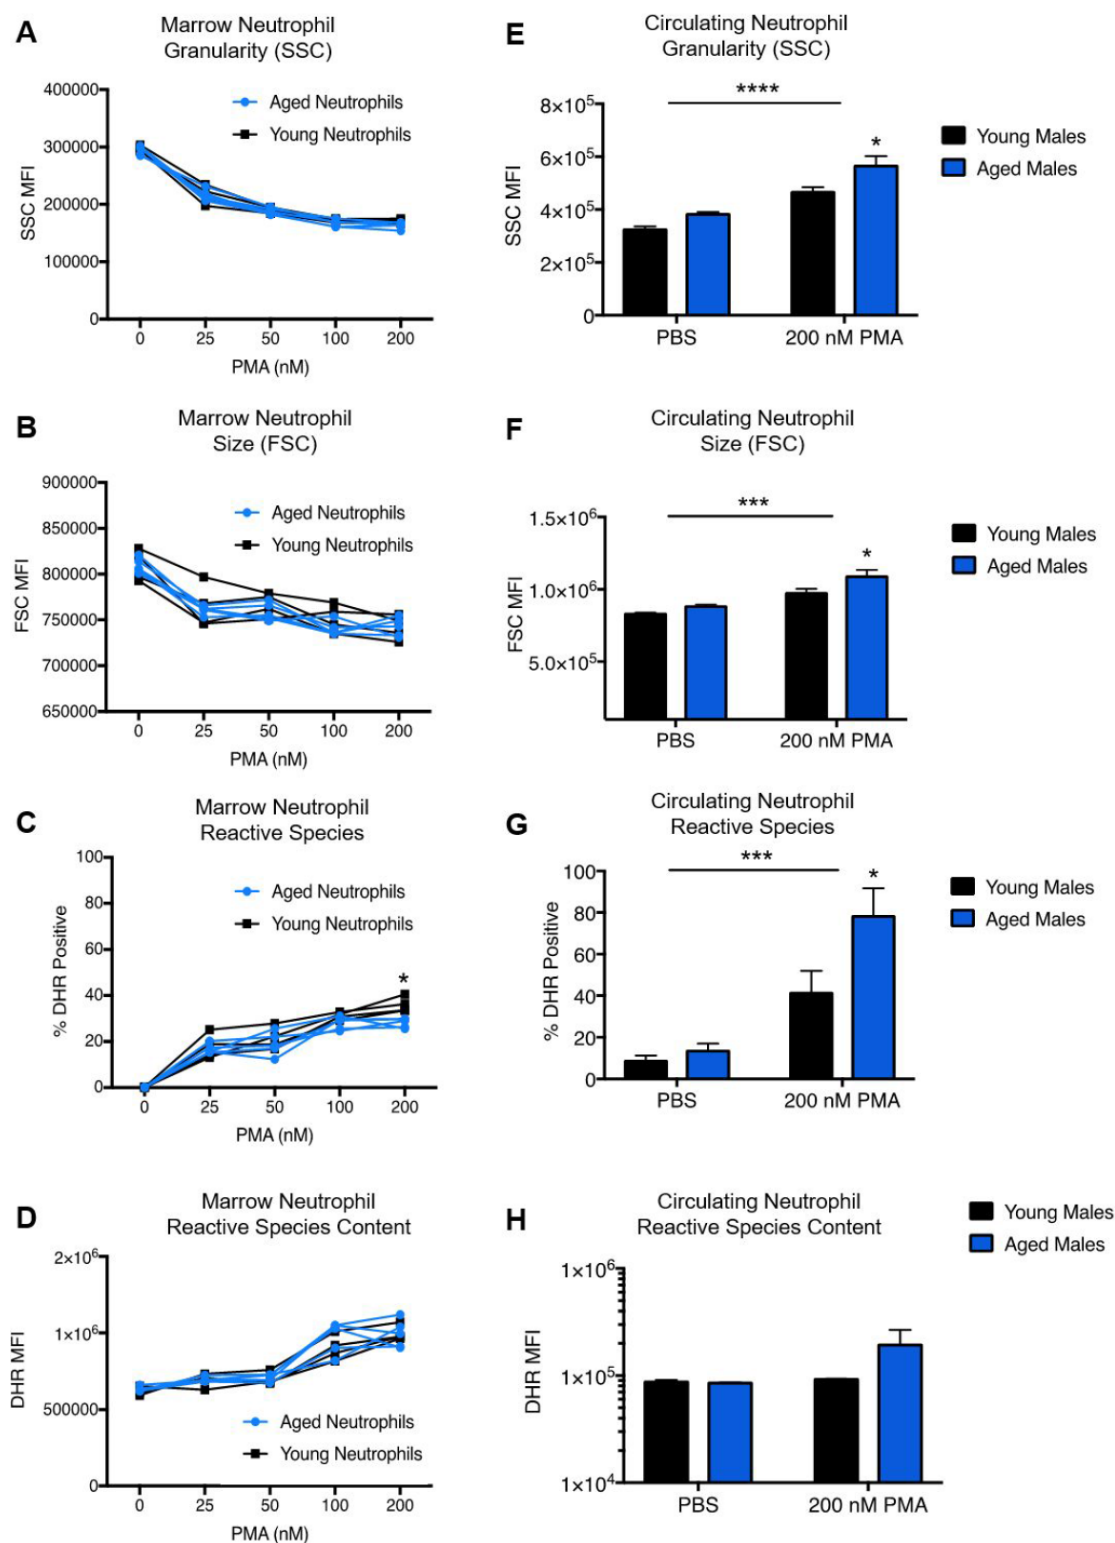 A
Marrow Neutrophil
Granularity (SSC)
400000
300000
200000
100000
0
SSC MFI
Aged Neutrophils
Young Neutrophils
0 25 50 100 200
PMA (nM)
E
Circulating Neutrophil
Granularity (SSC)
8×10⁵
6×10⁵
4×10⁵
2×10⁵
0
SSC MFI
****
*
Young Males
Aged Males
PBS 200 nM PMA
B
Marrow Neutrophil
Size (FSC)
900000
850000
800000
750000
700000
650000
FSC MFI
Aged Neutrophils
Young Neutrophils
0 25 50 100 200
PMA (nM)
F
Circulating Neutrophil
Size (FSC)
1.5×10⁶
1.0×10⁶
5.0×10⁵
FSC MFI
***
*
Young Males
Aged Males
PBS 200 nM PMA
C
Marrow Neutrophil
Reactive Species
100
80
60
40
20
0
% DHR Positive
Aged Neutrophils
Young Neutrophils
*
0 25 50 100 200
PMA (nM)
G
Circulating Neutrophil
Reactive Species
100
80
60
40
20
0
% DHR Positive
***
*
Young Males
Aged Males
PBS 200 nM PMA
D
Marrow Neutrophil
Reactive Species Content
2×10⁶
1×10⁶
500000
0
DHR MFI
Aged Neutrophils
Young Neutrophils
0 25 50 100 200
PMA (nM)
H
Circulating Neutrophil
Reactive Species Content
1×10⁶
1×10⁵
1×10⁴
DHR MFI
Young Males
Aged Males
PBS 200 nM PMA